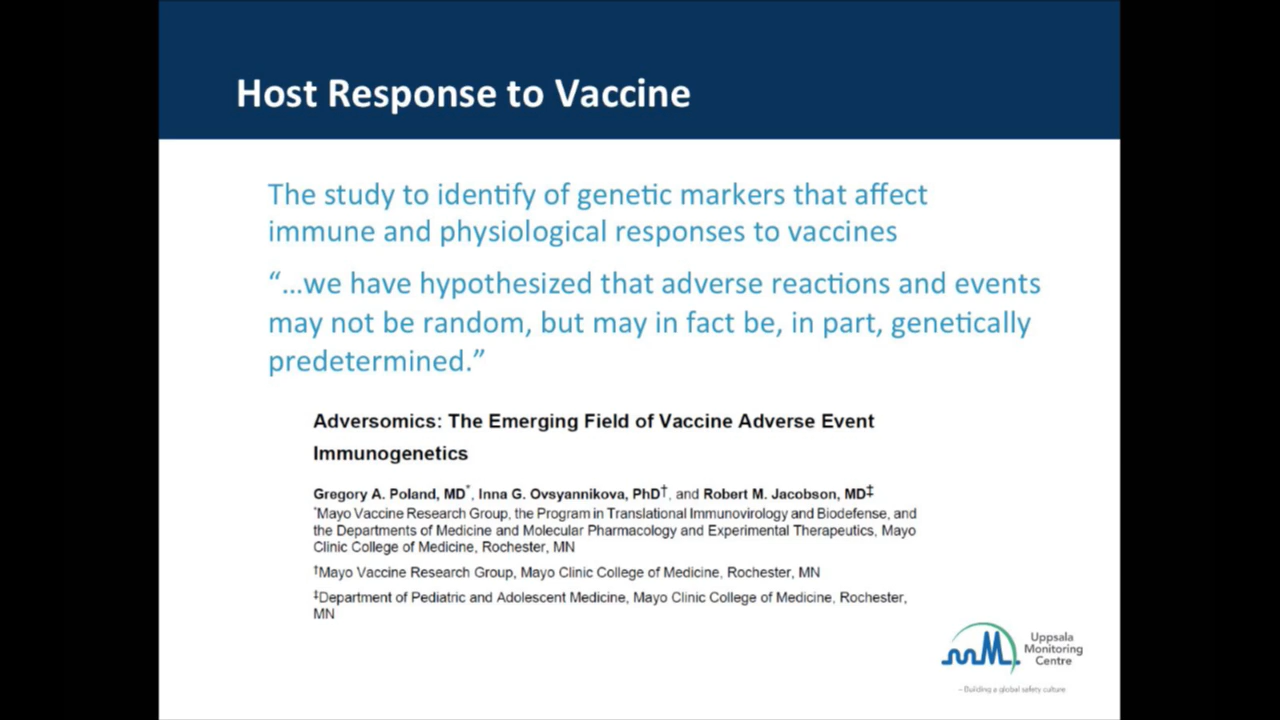 Host Response to Vaccine
The study to identify of genetic markers that affect
immune and physiological responses to vaccines
“…we have hypothesized that adverse reactions and events
may not be random, but may in fact be, in part, genetically
predetermined.”
Adversomics: The Emerging Field of Vaccine Adverse Event
Immunogenetics
Gregory A. Poland, MD*, Inna G. Ovsyannikova, PhD†, and Robert M. Jacobson, MD‡
*Mayo Vaccine Research Group, the Program in Translational Immunovirology and Biodefense, and
the Departments of Medicine and Molecular Pharmacology and Experimental Therapeutics, Mayo
Clinic College of Medicine, Rochester, MN
†Mayo Vaccine Research Group, Mayo Clinic College of Medicine, Rochester, MN
‡Department of Pediatric and Adolescent Medicine, Mayo Clinic College of Medicine, Rochester,
MN
Uppsala
Monitoring
Centre
– Building a global safety culture